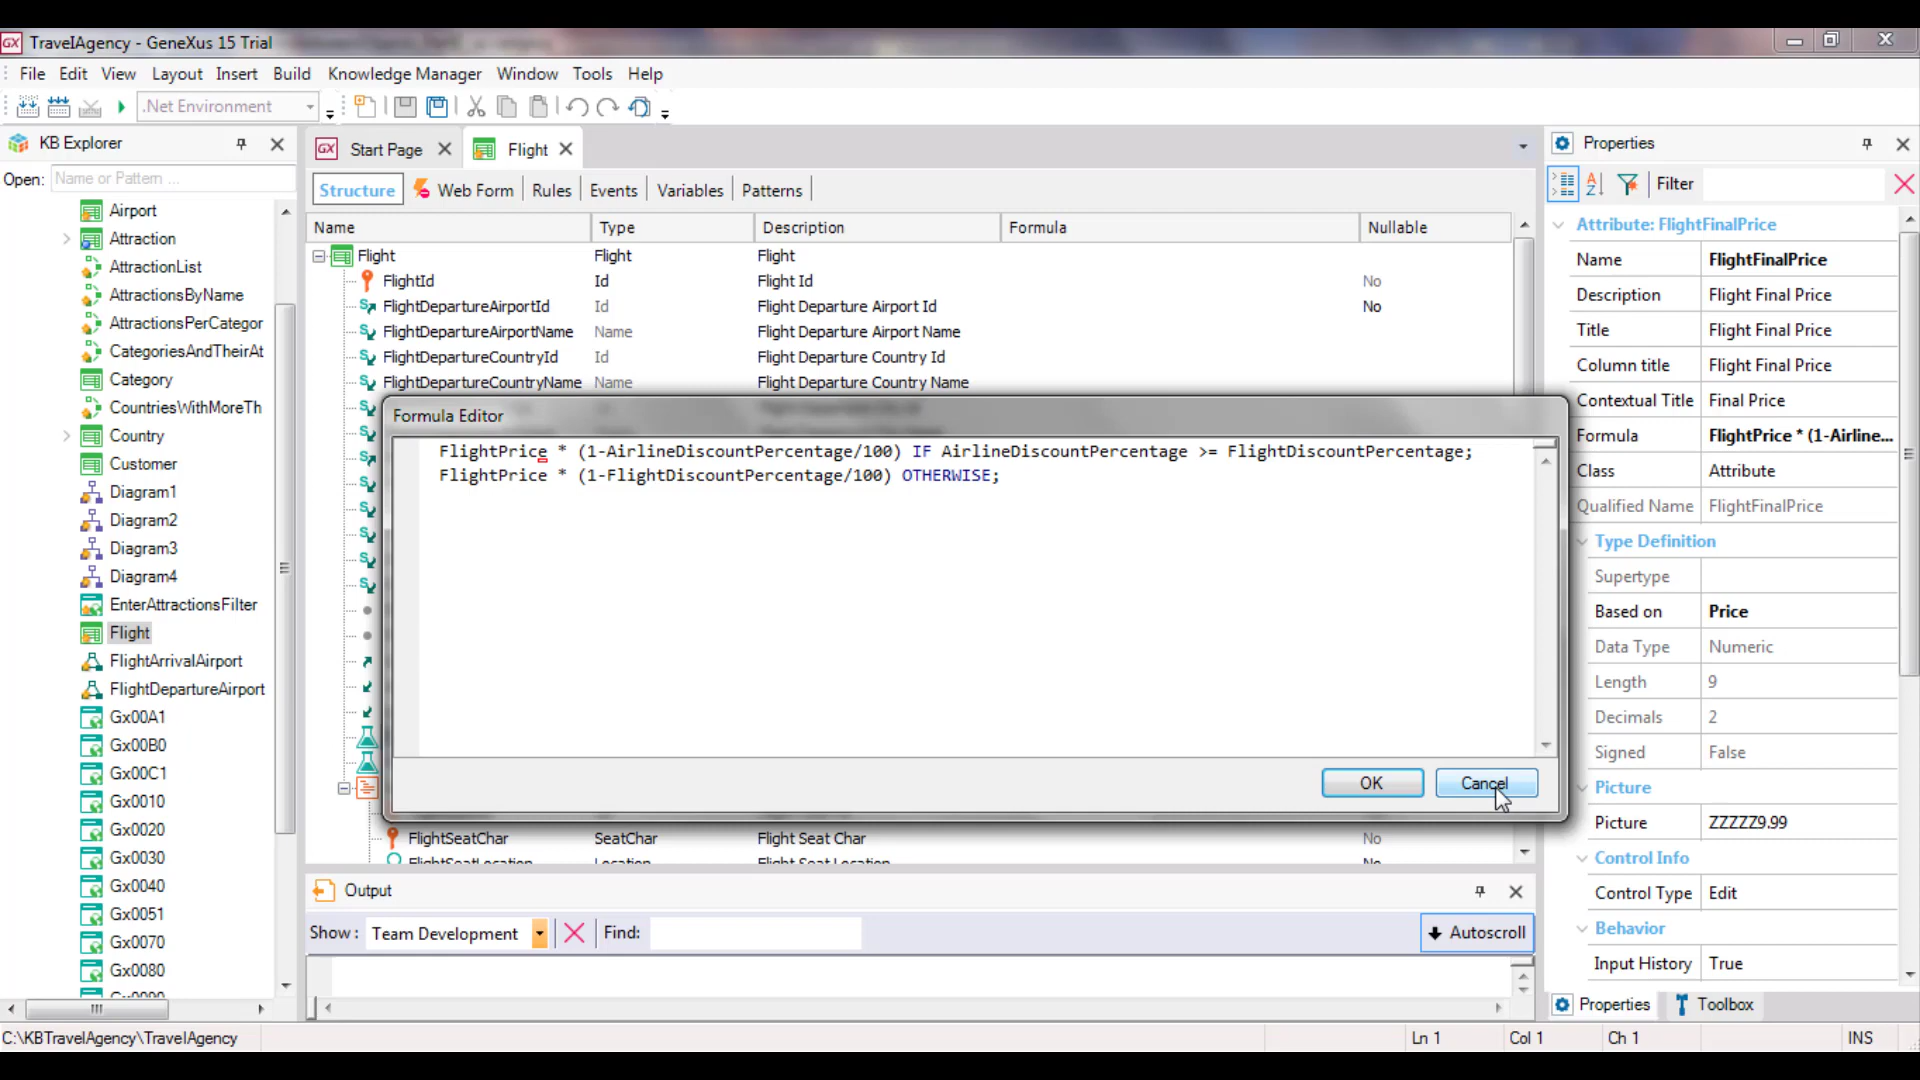 TravelAgency - GeneXus 15 Trial
File Edit View Layout Insert Build Knowledge Manager Window Tools Help
.Net Environment
KB Explorer
Open: Name or Pattern ...
Airport
Attraction
AttractionList
AttractionsByName
AttractionsPerCategor
CategoriesAndTheirAt
Category
CountriesWithMoreTh
Country
Customer
Diagram1
Diagram2
Diagram3
Diagram4
EnterAttractionsFilter
Flight
FlightArrivalAirport
FlightDepartureAirport
Gx00A1
Gx00B0
Gx00C1
Gx0010
Gx0020
Gx0030
Gx0040
Gx0051
Gx0070
Gx0080
Gx0090
Start Page Flight
Structure Web Form Rules Events Variables Patterns
Name Type Description Formula Nullable
Flight Flight Flight
FlightId Id Flight Id No
FlightDepartureAirportId Id Flight Departure Airport Id No
FlightDepartureAirportName Name Flight Departure Airport Name
FlightDepartureCountryId Id Flight Departure Country Id
FlightDepartureCountryName Name Flight Departure Country Name
Formula Editor
FlightPrice * (1-AirlineDiscountPercentage/100) IF AirlineDiscountPercentage >= FlightDiscountPercentage;
FlightPrice * (1-FlightDiscountPercentage/100) OTHERWISE;
OK Cancel
FlightSeatChar SeatChar Flight Seat Char No
FlightSeatLocation Location Flight Seat Location No
Output
Show : Team Development Find: Autoscroll
Properties
Filter
Attribute: FlightFinalPrice
Name FlightFinalPrice
Description Flight Final Price
Title Flight Final Price
Column title Flight Final Price
Contextual Title Final Price
Formula FlightPrice * (1-Airline...
Class Attribute
Qualified Name FlightFinalPrice
Type Definition
Supertype
Based on Price
Data Type Numeric
Length 9
Decimals 2
Signed False
Picture
Picture ZZZZZ9.99
Control Info
Control Type Edit
Behavior
Input History True
Properties Toolbox
C:\KBTravelAgency\TravelAgency Ln 1 Col 1 Ch 1 INS